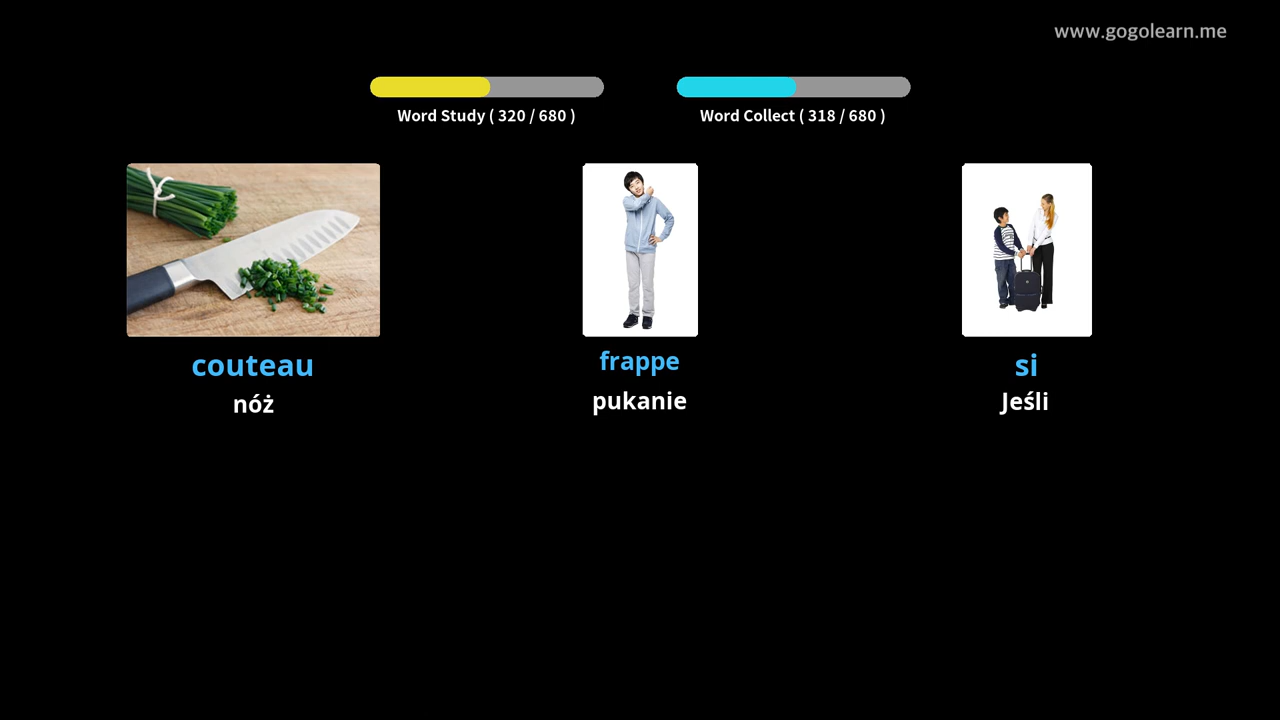 www.gogolearn.me
Word Study ( 320 / 680 )
Word Collect ( 318 / 680 )
couteau
nóż
frappe
pukanie
si
Jeśli